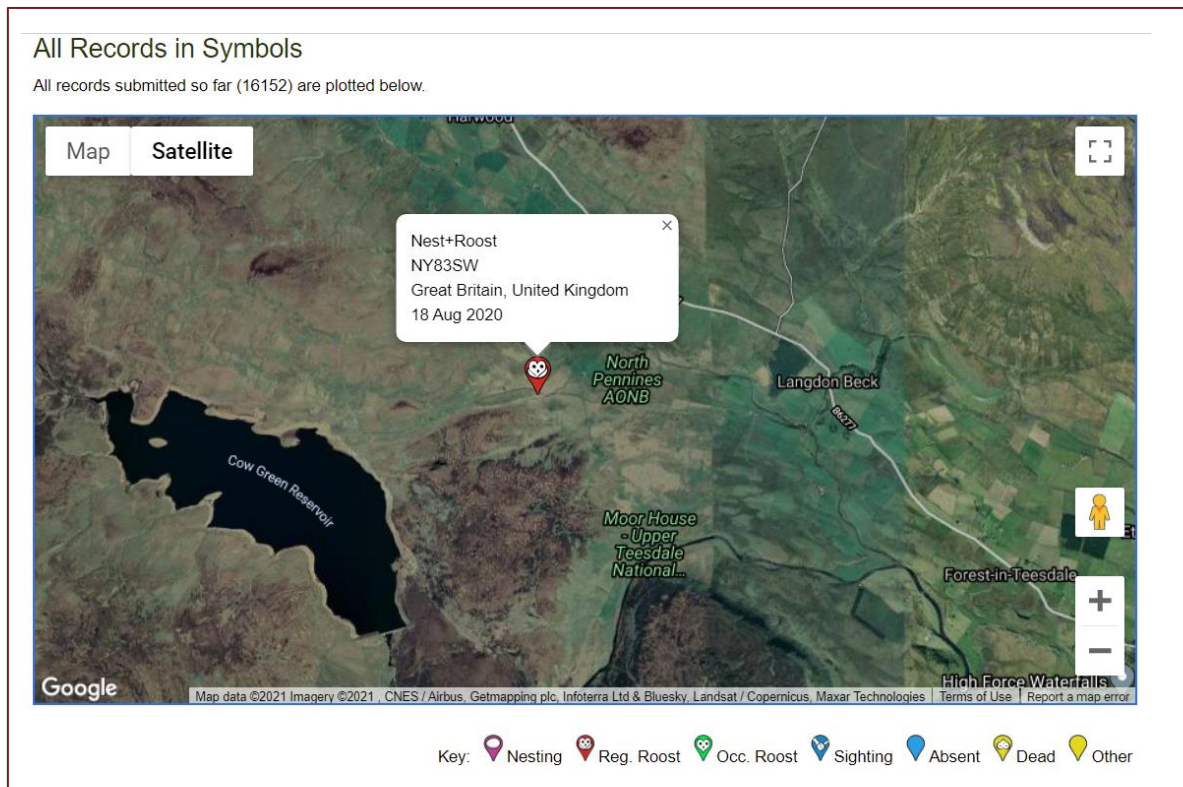 All Records in Symbols
All records submitted so far (16152) are plotted below.
Harwood
Map Satellite
×
Nest+Roost
NY83SW
Great Britain, United Kingdom
18 Aug 2020
North
Pennines
AONB
Langdon Beck
B6277
Cow Green Reservoir
Moor House
- Upper
Teesdale
National...
Forest-in-Teesdale
High Force Waterfalls
Google
Map data ©2021 Imagery ©2021 , CNES / Airbus, Getmapping plc, Infoterra Ltd & Bluesky, Landsat / Copernicus, Maxar Technologies Terms of Use Report a map error
Key: Nesting Reg. Roost Occ. Roost Sighting Absent Dead Other